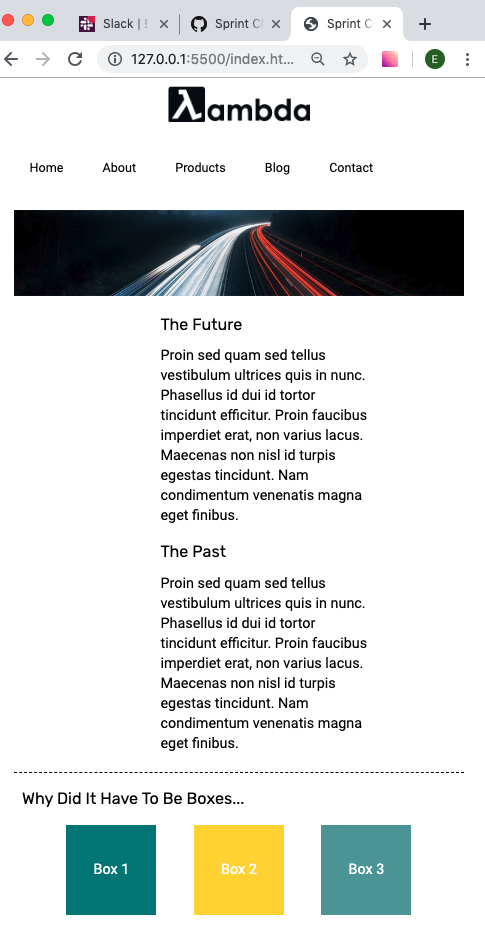 Slack | !
Sprint C
Sprint C
127.0.0.1:5500/index.ht...
E
λambda
Home About Products Blog Contact
The Future
Proin sed quam sed tellus
vestibulum ultrices quis in nunc.
Phasellus id dui id tortor
tincidunt efficitur. Proin faucibus
imperdiet erat, non varius lacus.
Maecenas non nisl id turpis
egestas tincidunt. Nam
condimentum venenatis magna
eget finibus.
The Past
Proin sed quam sed tellus
vestibulum ultrices quis in nunc.
Phasellus id dui id tortor
tincidunt efficitur. Proin faucibus
imperdiet erat, non varius lacus.
Maecenas non nisl id turpis
egestas tincidunt. Nam
condimentum venenatis magna
eget finibus.
Why Did It Have To Be Boxes...
Box 1 Box 2 Box 3